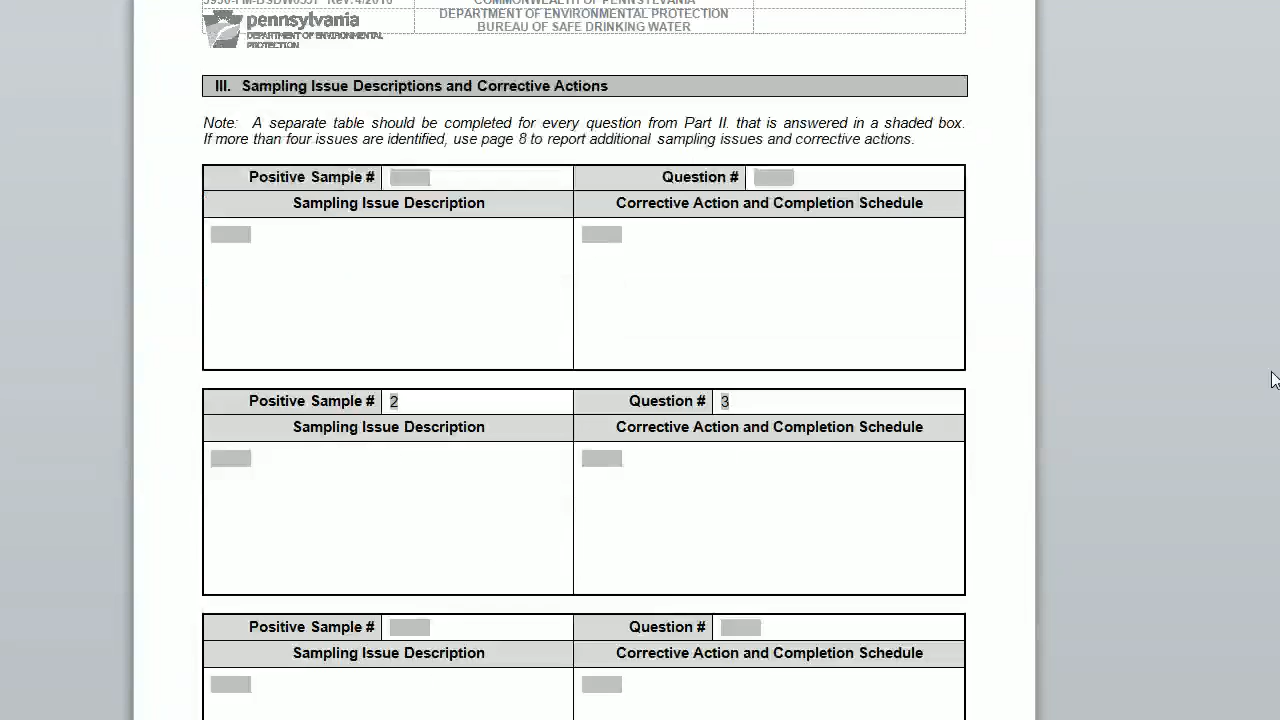 COMMONWEALTH OF PENNSYLVANIA
pennsylvania
DEPARTMENT OF ENVIRONMENTAL
PROTECTION
DEPARTMENT OF ENVIRONMENTAL PROTECTION
BUREAU OF SAFE DRINKING WATER
III. Sampling Issue Descriptions and Corrective Actions
Note: A separate table should be completed for every question from Part II that is answered in a shaded box.
If more than four issues are identified, use page 8 to report additional sampling issues and corrective actions.
Positive Sample # Question #
Sampling Issue Description Corrective Action and Completion Schedule
Positive Sample # 2 Question # 3
Sampling Issue Description Corrective Action and Completion Schedule
Positive Sample # Question #
Sampling Issue Description Corrective Action and Completion Schedule